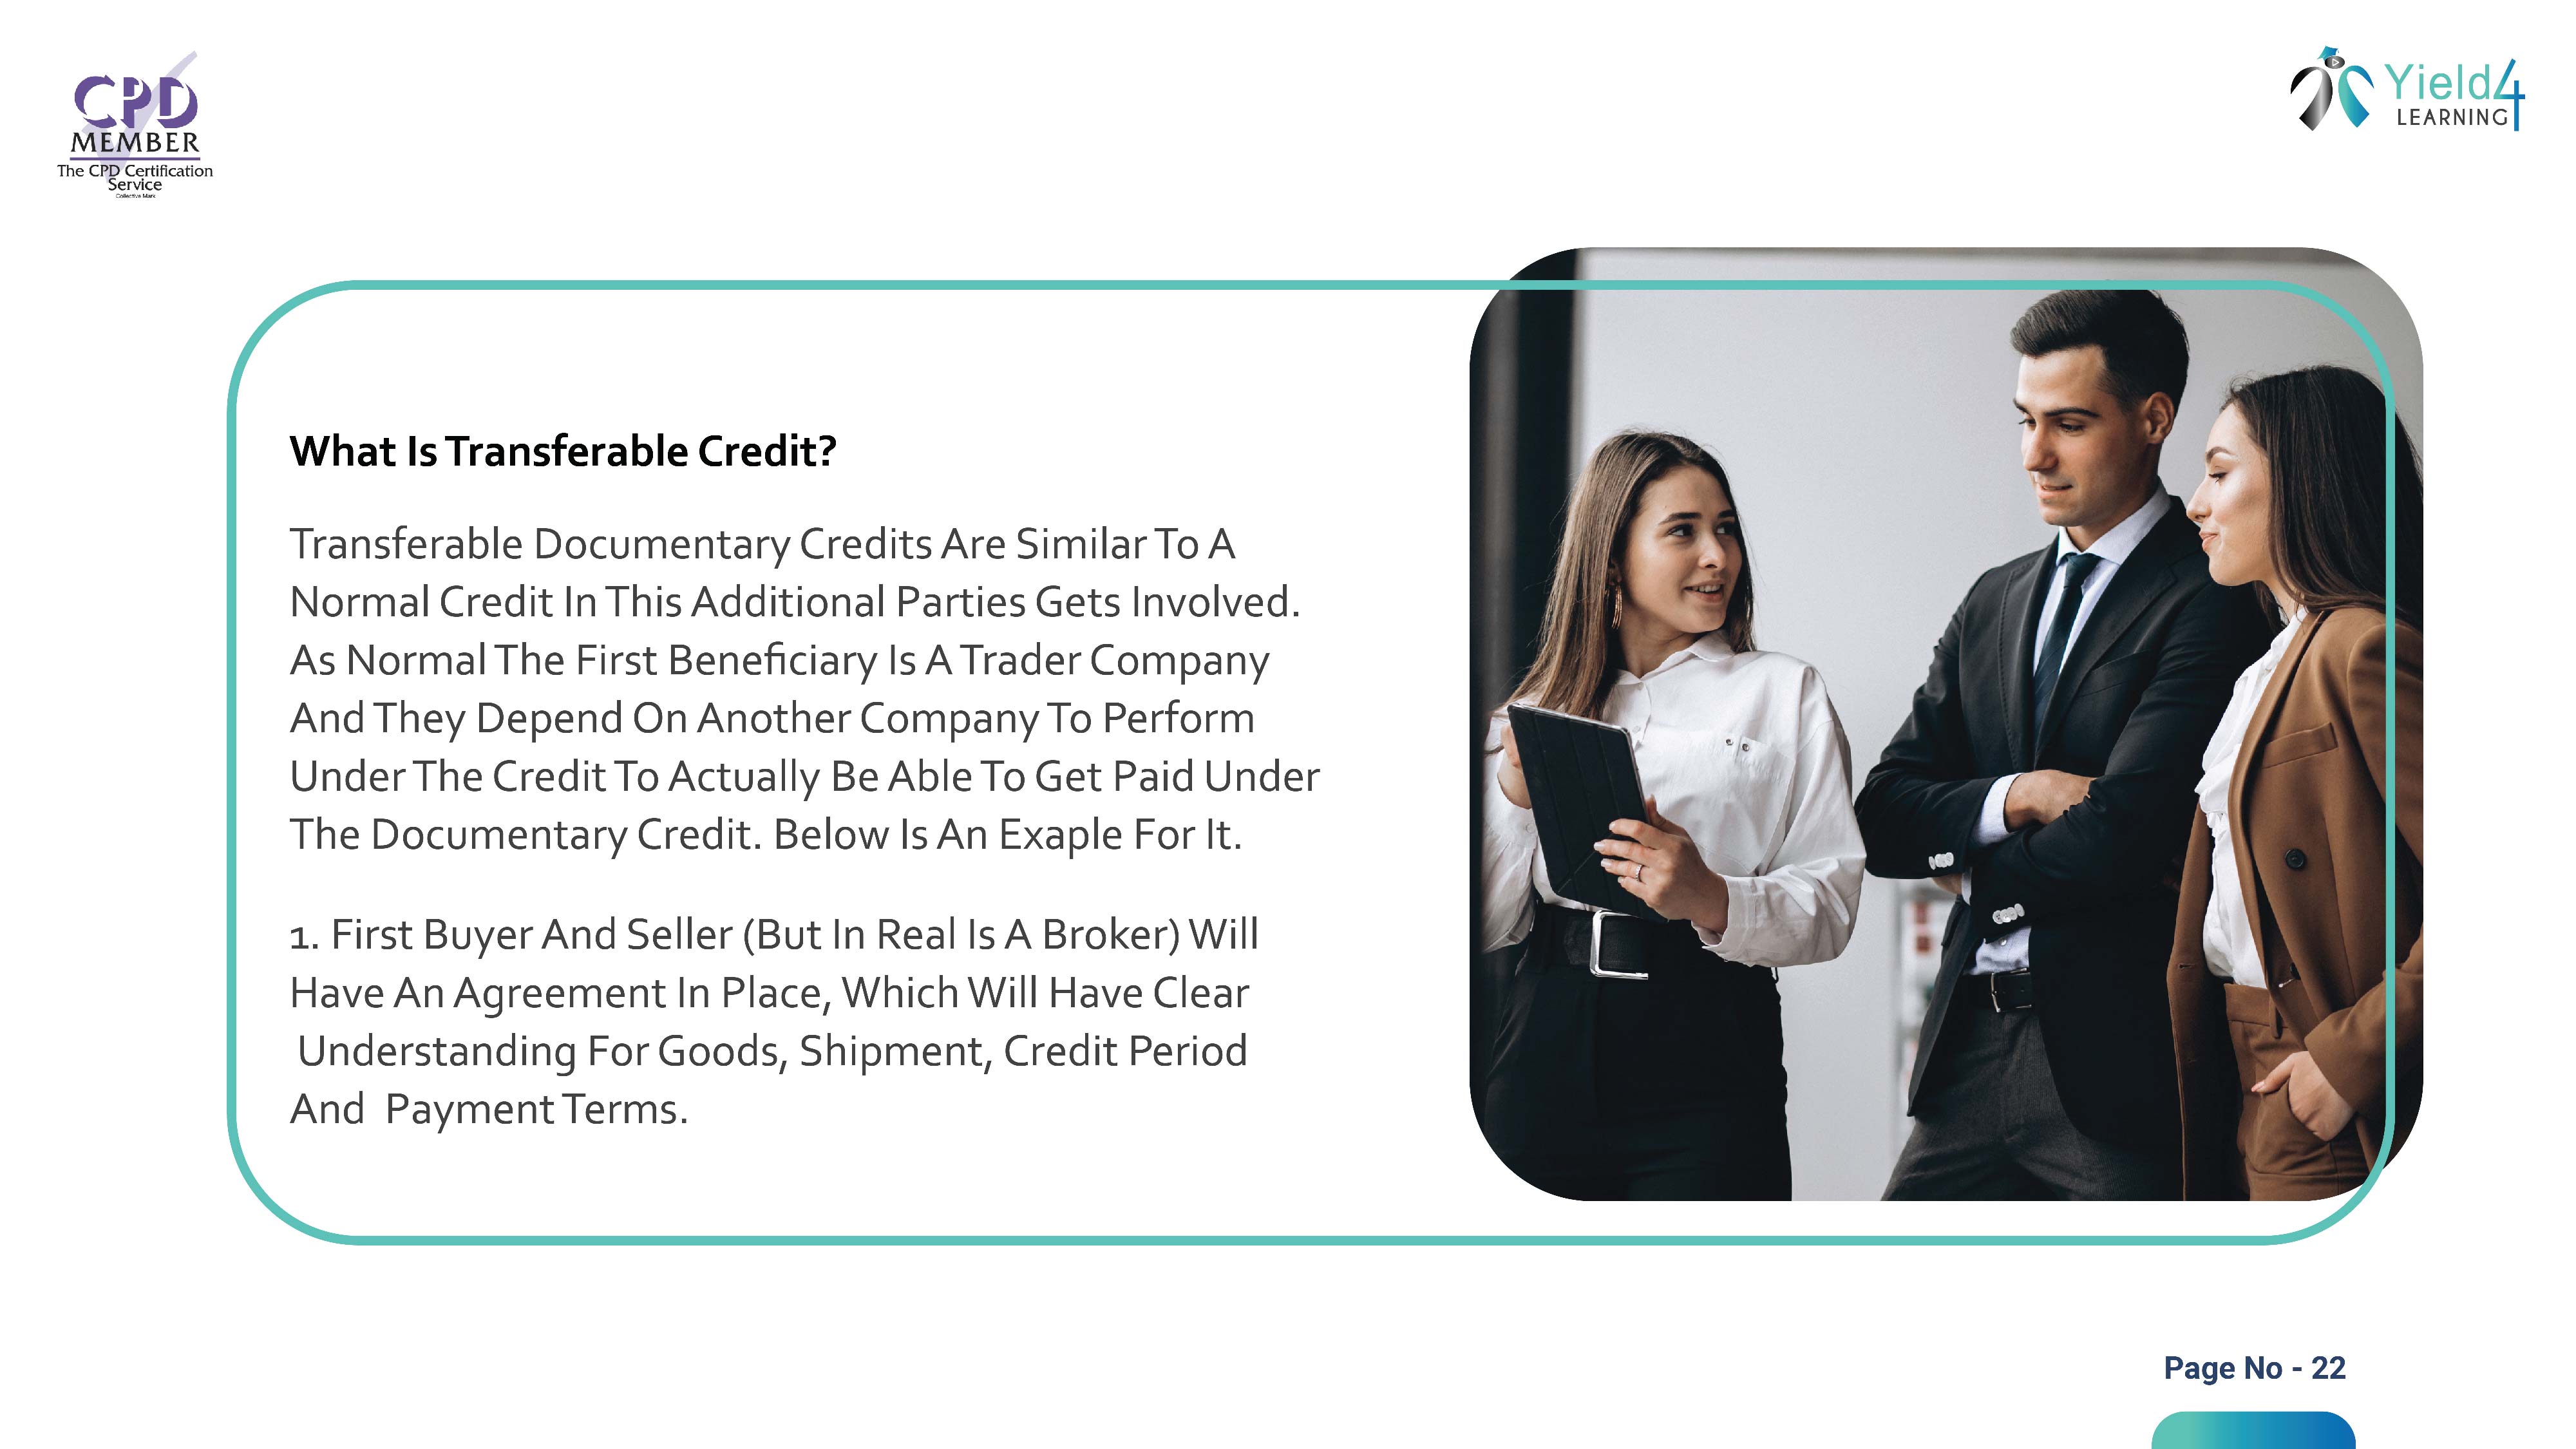 CPD
MEMBER
The CPD Certification
Service
Collective Mark
Yield4
LEARNING
What Is Transferable Credit?
Transferable Documentary Credits Are Similar To A
Normal Credit In This Additional Parties Gets Involved.
As Normal The First Beneficiary Is A Trader Company
And They Depend On Another Company To Perform
Under The Credit To Actually Be Able To Get Paid Under
The Documentary Credit. Below Is An Exaple For It.
1. First Buyer And Seller (But In Real Is A Broker) Will
Have An Agreement In Place, Which Will Have Clear
Understanding For Goods, Shipment, Credit Period
And Payment Terms.
Page No - 22